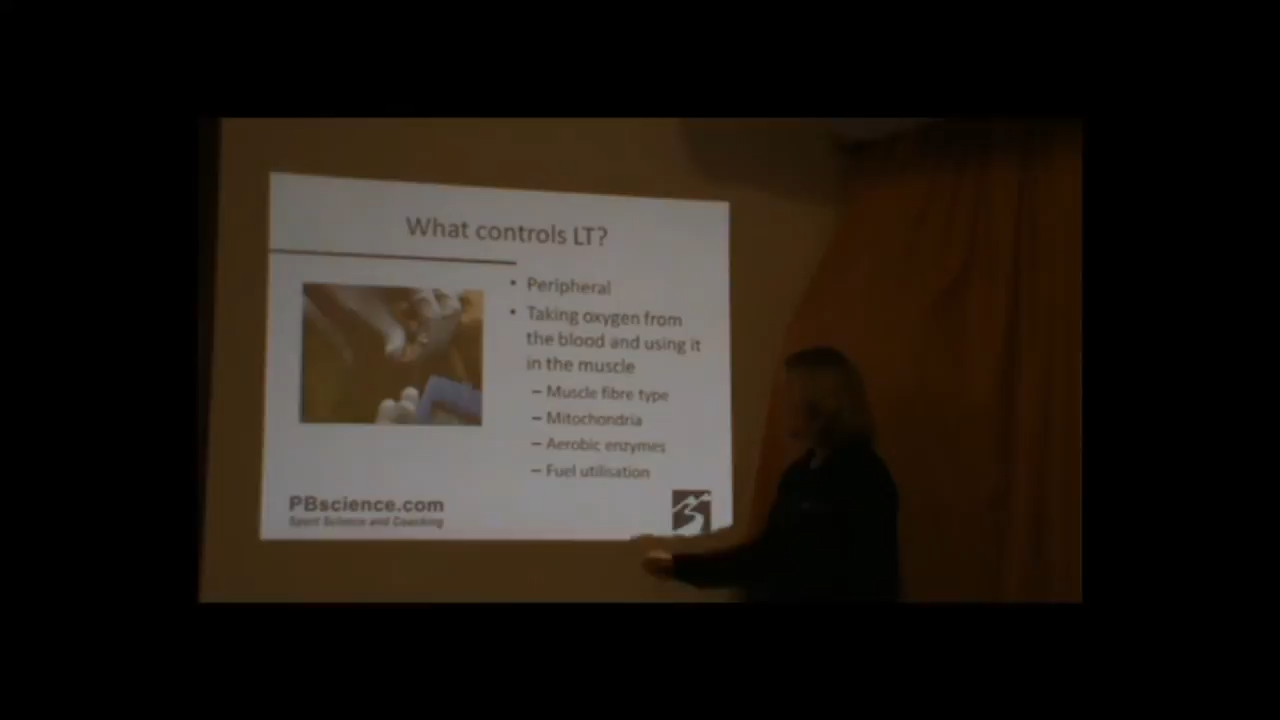 What controls LT?
• Peripheral
• Taking oxygen from
the blood and using it
in the muscle
– Muscle fibre type
– Mitochondria
– Aerobic enzymes
– Fuel utilisation
PBscience.com
Sport Science and Coaching